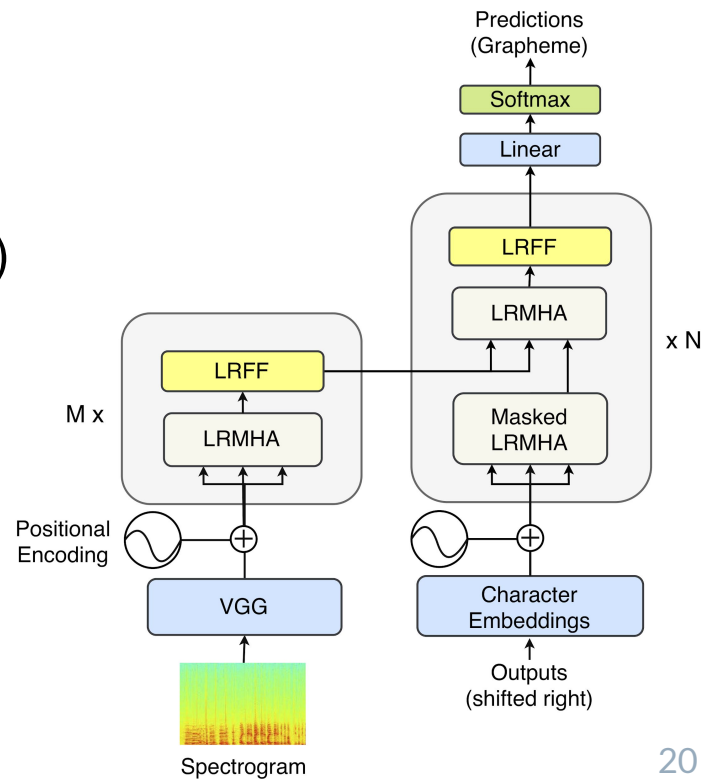 Predictions
(Grapheme)
Softmax
Linear
LRFF
LRMHA
x N
Masked
LRMHA
LRFF
M x
LRMHA
Positional
Encoding
VGG
Character
Embeddings
Outputs
(shifted right)
Spectrogram
)
20